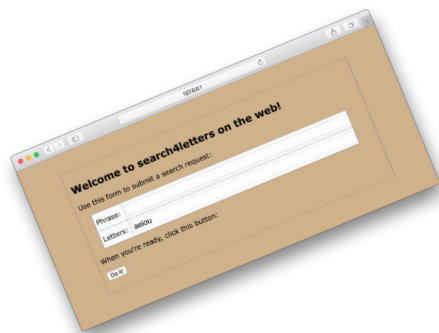 127.0.0.1
Welcome to search4letters on the web!
Use this form to submit a search request:
Phrase:
Letters: aeiou
When you're ready, click this button:
Do it!